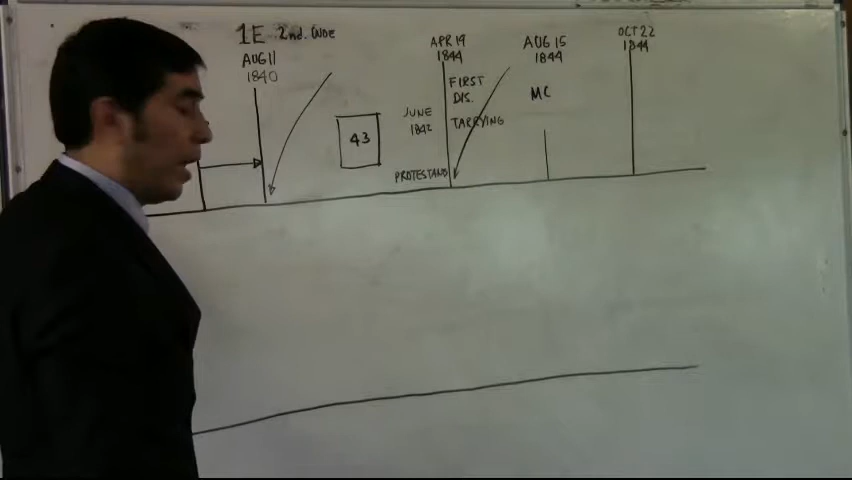 1E 2nd. WOE
AUG 11
1840
43
JUNE
1842
PROTESTAND
APR 19
1844
FIRST
DIS.
TARRYING
AUG 15
1844
MC
OCT 22
1844